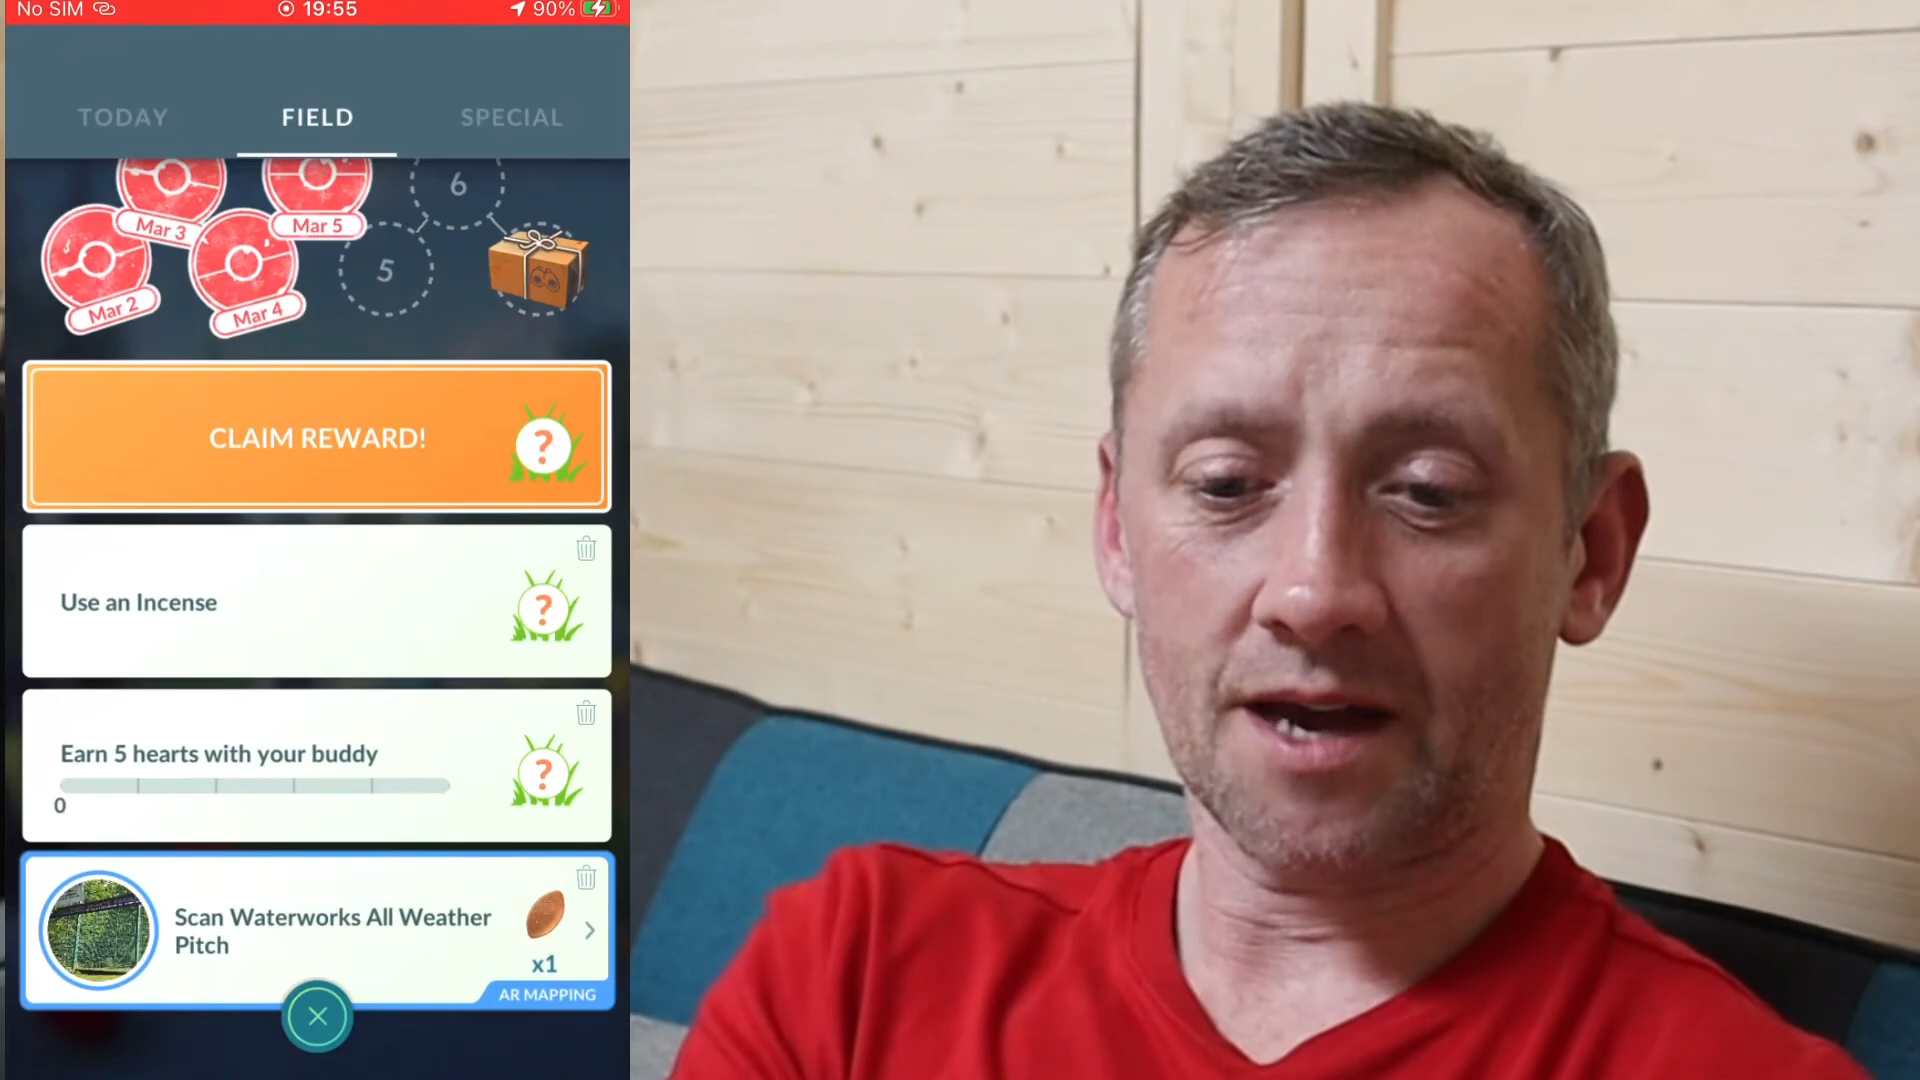 No SIM
19:55
90%
TODAY
FIELD
SPECIAL
6
Mar 3
Mar 5
5
Mar 2
Mar 4
CLAIM REWARD!
?
Use an Incense
?
Earn 5 hearts with your buddy
?
0
Scan Waterworks All Weather
Pitch
x1
AR MAPPING